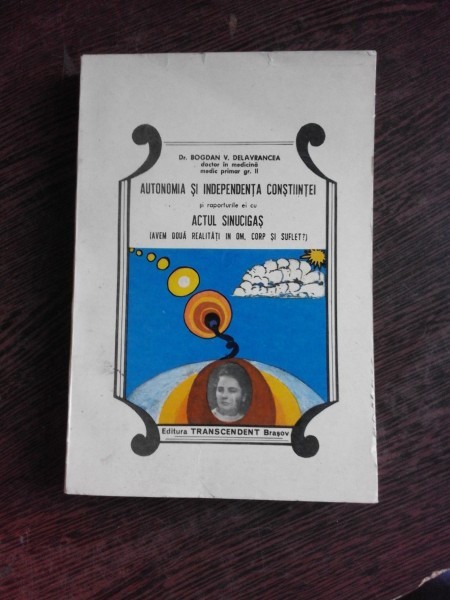 Dr. BOGDAN V. DELAVRANCEA
doctor în medicină
medic primar gr. II
AUTONOMIA ȘI INDEPENDENȚA CONȘTIINȚEI
și raporturile ei cu
ACTUL SINUCIGAȘ
(AVEM DOUĂ REALITĂȚI IN OM, CORP ȘI SUFLET?)
Editura TRANSCENDENT Brașov